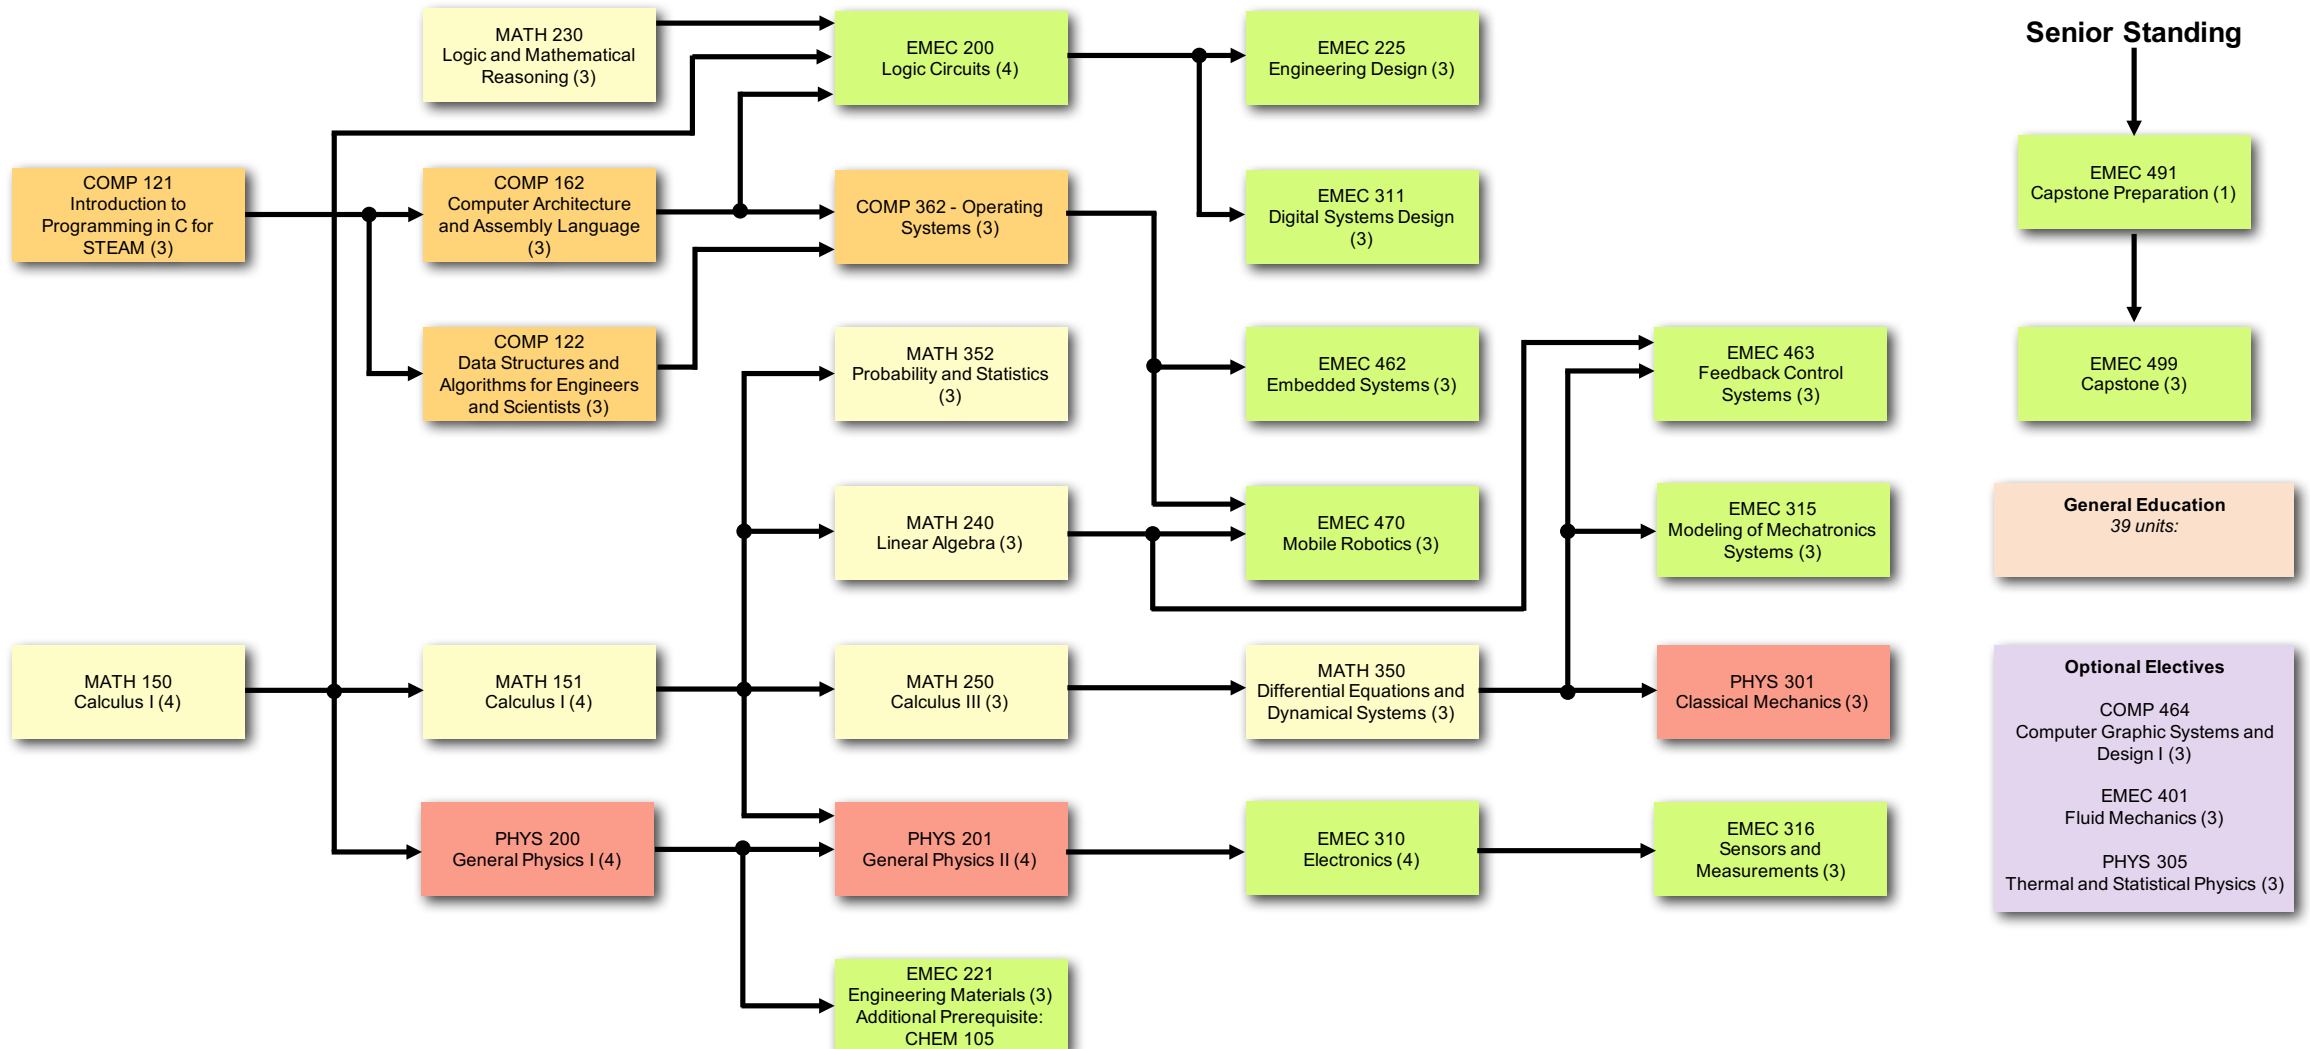 MATH 230
Logic and Mathematical
Reasoning (3)
EMEC 200
Logic Circuits (4)
EMEC 225
Engineering Design (3)
Senior Standing
COMP 121
Introduction to
Programming in C for
STEAM (3)
COMP 162
Computer Architecture
and Assembly Language
(3)
COMP 362 - Operating
Systems (3)
EMEC 311
Digital Systems Design
(3)
EMEC 491
Capstone Preparation (1)
COMP 122
Data Structures and
Algorithms for Engineers
and Scientists (3)
MATH 352
Probability and Statistics
(3)
EMEC 462
Embedded Systems (3)
EMEC 463
Feedback Control
Systems (3)
EMEC 499
Capstone (3)
MATH 240
Linear Algebra (3)
EMEC 470
Mobile Robotics (3)
EMEC 315
Modeling of Mechatronics
Systems (3)
General Education
39 units:
MATH 150
Calculus I (4)
MATH 151
Calculus I (4)
MATH 250
Calculus III (3)
MATH 350
Differential Equations and
Dynamical Systems (3)
PHYS 301
Classical Mechanics (3)
Optional Electives
COMP 464
Computer Graphic Systems and
Design I (3)
EMEC 401
Fluid Mechanics (3)
PHYS 305
Thermal and Statistical Physics (3)
PHYS 200
General Physics I (4)
PHYS 201
General Physics II (4)
EMEC 310
Electronics (4)
EMEC 316
Sensors and
Measurements (3)
EMEC 221
Engineering Materials (3)
Additional Prerequisite:
CHEM 105